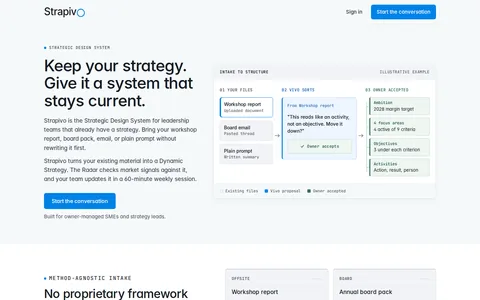 Strapivo
Sign in
Start the conversation
STRATEGIC DESIGN SYSTEM
Keep your strategy.
Give it a system that
stays current.
Strapivo is the Strategic Design System for leadership
teams that already have a strategy. Bring your workshop
report, board pack, email, or plain prompt without
rewriting it first.
Strapivo turns your existing material into a Dynamic
Strategy. The Radar checks market signals against it,
and your team updates it in a 60-minute weekly session.
Start the conversation
Built for owner-managed SMEs and strategy leads.
INTAKE TO STRUCTURE
ILLUSTRATIVE EXAMPLE
01 YOUR FILES
Workshop report
Uploaded document
Board email
Pasted thread
Plain prompt
Written summary
02 VIVO SORTS
From Workshop report
"This reads like an activity,
not an objective. Move it
down?"
✓ Owner accepts
03 OWNER ACCEPTED
Ambition
2028 margin target
4 focus areas
4 active of 9 criteria
Objectives
3 under each criterion
Activities
Action, result, person
Existing files
Vivo proposal
Owner accepted
METHOD-AGNOSTIC INTAKE
No proprietary framework
OFFSITE
Workshop report
BOARD
Annual board pack